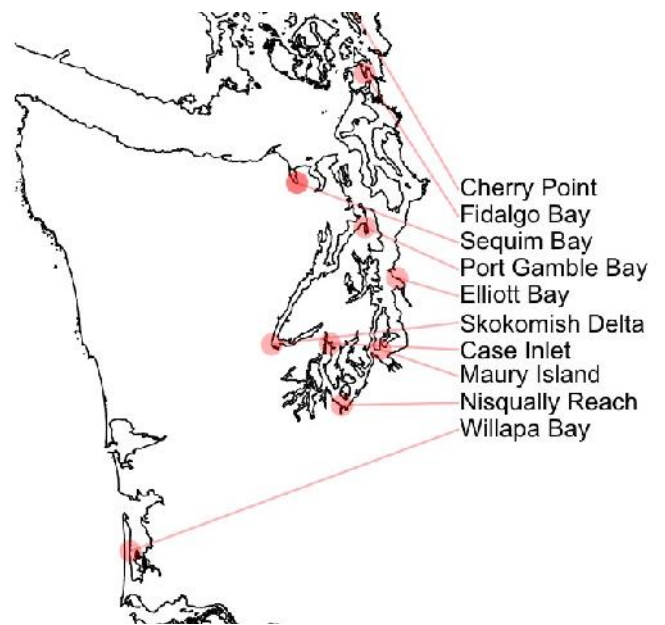 Cherry Point
Fidalgo Bay
Sequim Bay
Port Gamble Bay
Elliott Bay
Skokomish Delta
Case Inlet
Maury Island
Nisqually Reach
Willapa Bay